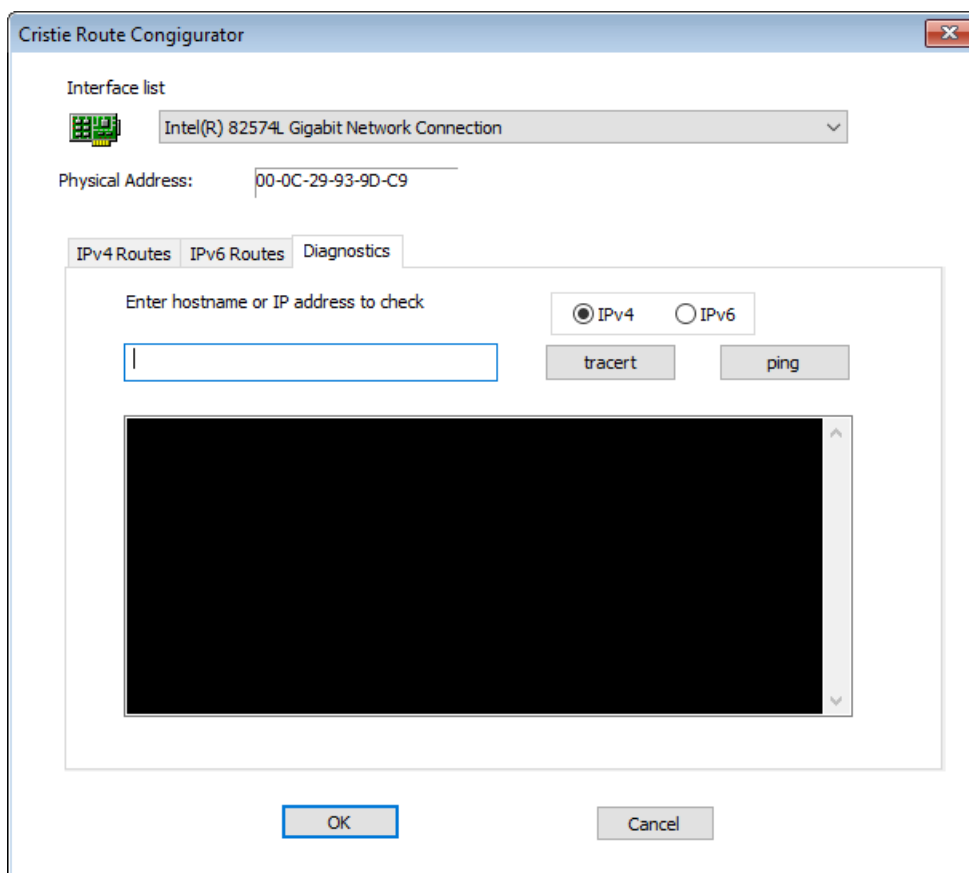 Cristie Route Congigurator
Interface list
Intel(R) 82574L Gigabit Network Connection
Physical Address: 00-0C-29-93-9D-C9
IPv4 Routes IPv6 Routes Diagnostics
Enter hostname or IP address to check
IPv4 IPv6
tracert ping
OK Cancel